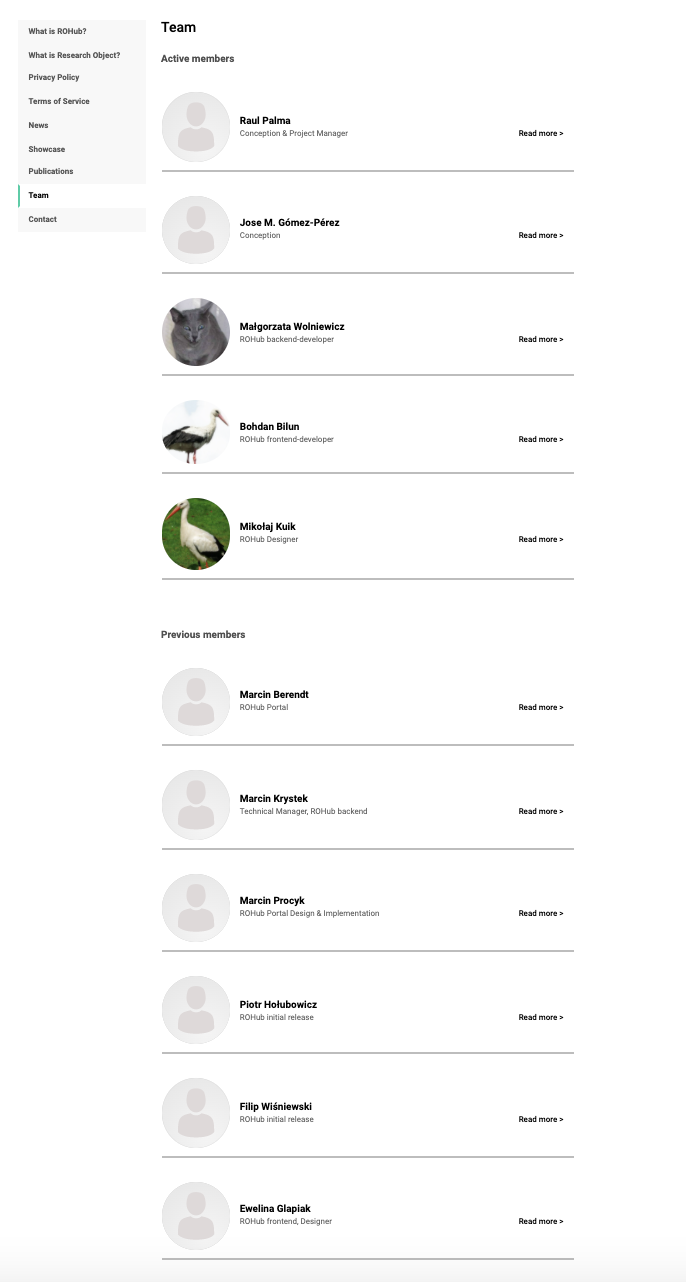 What is ROHub?
What is Research Object?
Privacy Policy
Terms of Service
News
Showcase
Publications
Team
Contact
Team
Active members
Raul Palma
Conception & Project Manager
Read more >
Jose M. Gómez-Pérez
Conception
Read more >
Małgorzata Wolniewicz
ROHub backend-developer
Read more >
Bohdan Bilun
ROHub frontend-developer
Read more >
Mikołaj Kuik
ROHub Designer
Read more >
Previous members
Marcin Berendt
ROHub Portal
Read more >
Marcin Krystek
Technical Manager, ROHub backend
Read more >
Marcin Procyk
ROHub Portal Design & Implementation
Read more >
Piotr Hołubowicz
ROHub initial release
Read more >
Filip Wiśniewski
ROHub initial release
Read more >
Ewelina Glapiak
ROHub frontend, Designer
Read more >